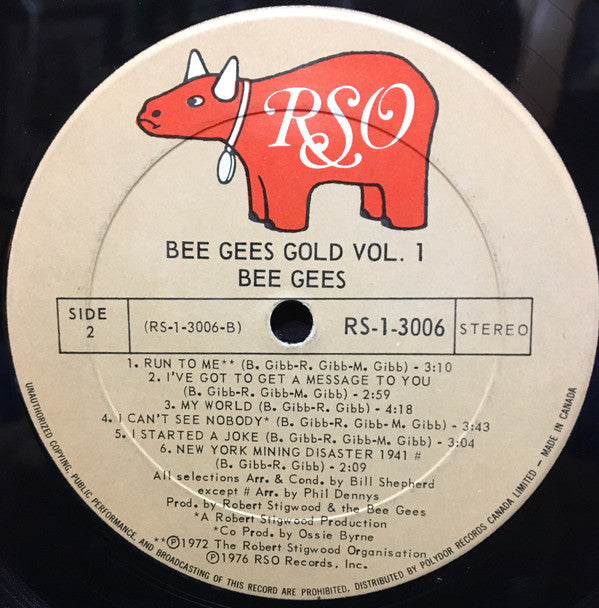 RSO
BEE GEES GOLD VOL. 1
BEE GEES
SIDE
2
(RS-1-3006-B)
RS-1-3006
STEREO
1. RUN TO ME** (B. Gibb-R. Gibb-M. Gibb) - 3:10
2. I'VE GOT TO GET A MESSAGE TO YOU
(B. Gibb-R. Gibb-M. Gibb) - 2:59
3. MY WORLD (B. Gibb-R. Gibb) - 4:18
4. I CAN'T SEE NOBODY* (B. Gibb-R. Gibb-M. Gibb) - 3:43
5. I STARTED A JOKE (B. Gibb-R. Gibb-M. Gibb) - 3:04
6. NEW YORK MINING DISASTER 1941 #
(B. Gibb-R. Gibb) - 2:09
All selections Arr. & Cond. by Bill Shepherd
except # Arr. by Phil Dennys
Prod. by Robert Stigwood & the Bee Gees
*A Robert Stigwood Production
*Co Prod. by Ossie Byrne
**Ⓟ1972 The Robert Stigwood Organisation
Ⓟ1976 RSO Records, Inc.
UNAUTHORIZED COPYING, PUBLIC PERFORMANCE AND BROADCASTING OF THIS RECORD ARE PROHIBITED, DISTRIBUTED BY POLYDOR RECORDS CANADA LIMITED – MADE IN CANADA